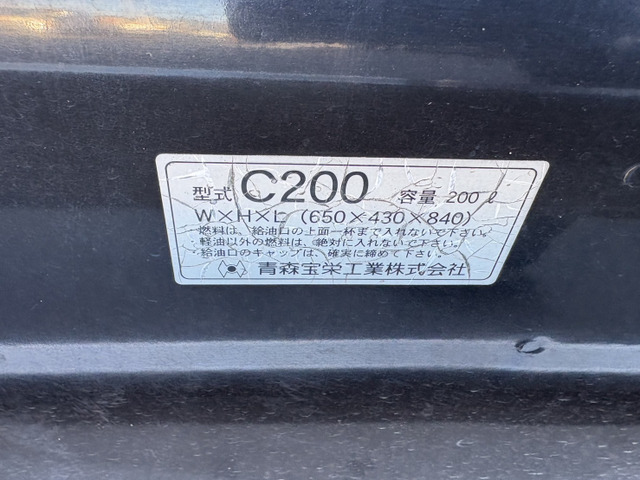 型式 C200 容量 200ℓ
W×H×L (650×430×840)
・燃料は、給油口の上面一杯まで入れないで下さい。
・軽油以外の燃料は、絶対に入れないで下さい。
・給油口のキャップは、確実に締めて下さい。
青森宝栄工業株式会社